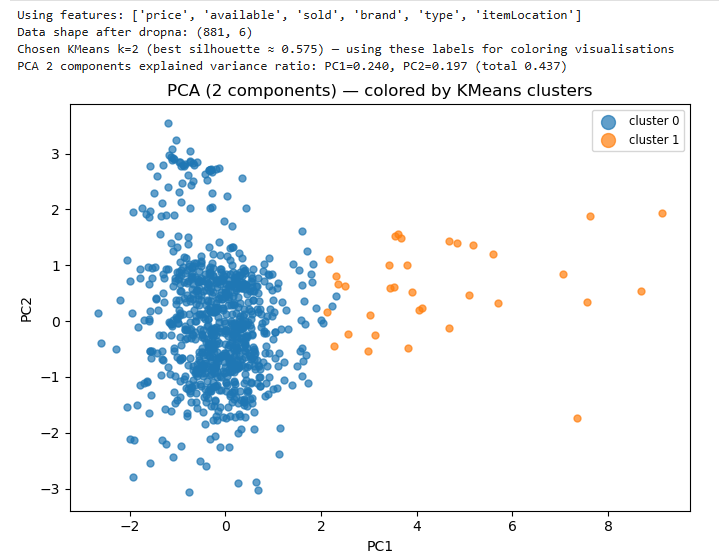 Using features: ['price', 'available', 'sold', 'brand', 'type', 'itemLocation']
Data shape after dropna: (881, 6)
Chosen KMeans k=2 (best silhouette ≈ 0.575) — using these labels for coloring visualisations
PCA 2 components explained variance ratio: PC1=0.240, PC2=0.197 (total 0.437)
PCA (2 components) — colored by KMeans clusters
cluster 0
cluster 1
3
2
1
0
−1
−2
−3
PC2
−2 0 2 4 6 8
PC1